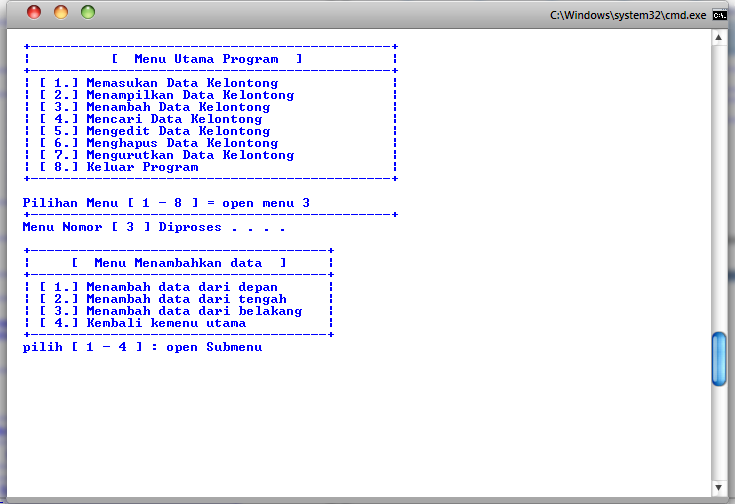 C:\Windows\system32\cmd.exe
+---------------------------------------------+
¦ [ Menu Utama Program ] ¦
+---------------------------------------------+
¦ [ 1.] Memasukan Data Kelontong ¦
¦ [ 2.] Menampilkan Data Kelontong ¦
¦ [ 3.] Menambah Data Kelontong ¦
¦ [ 4.] Mencari Data Kelontong ¦
¦ [ 5.] Mengedit Data Kelontong ¦
¦ [ 6.] Menghapus Data Kelontong ¦
¦ [ 7.] Mengurutkan Data Kelontong ¦
¦ [ 8.] Keluar Program ¦
+---------------------------------------------+
Pilihan Menu [ 1 - 8 ] = open menu 3
+---------------------------------------------+
Menu Nomor [ 3 ] Diproses . . . .
+-------------------------------------+
¦ [ Menu Menambahkan data ] ¦
+-------------------------------------+
¦ [ 1.] Menambah data dari depan ¦
¦ [ 2.] Menambah data dari tengah ¦
¦ [ 3.] Menambah data dari belakang ¦
¦ [ 4.] Kembali kemenu utama ¦
+-------------------------------------+
pilih [ 1 - 4 ] : open Submenu